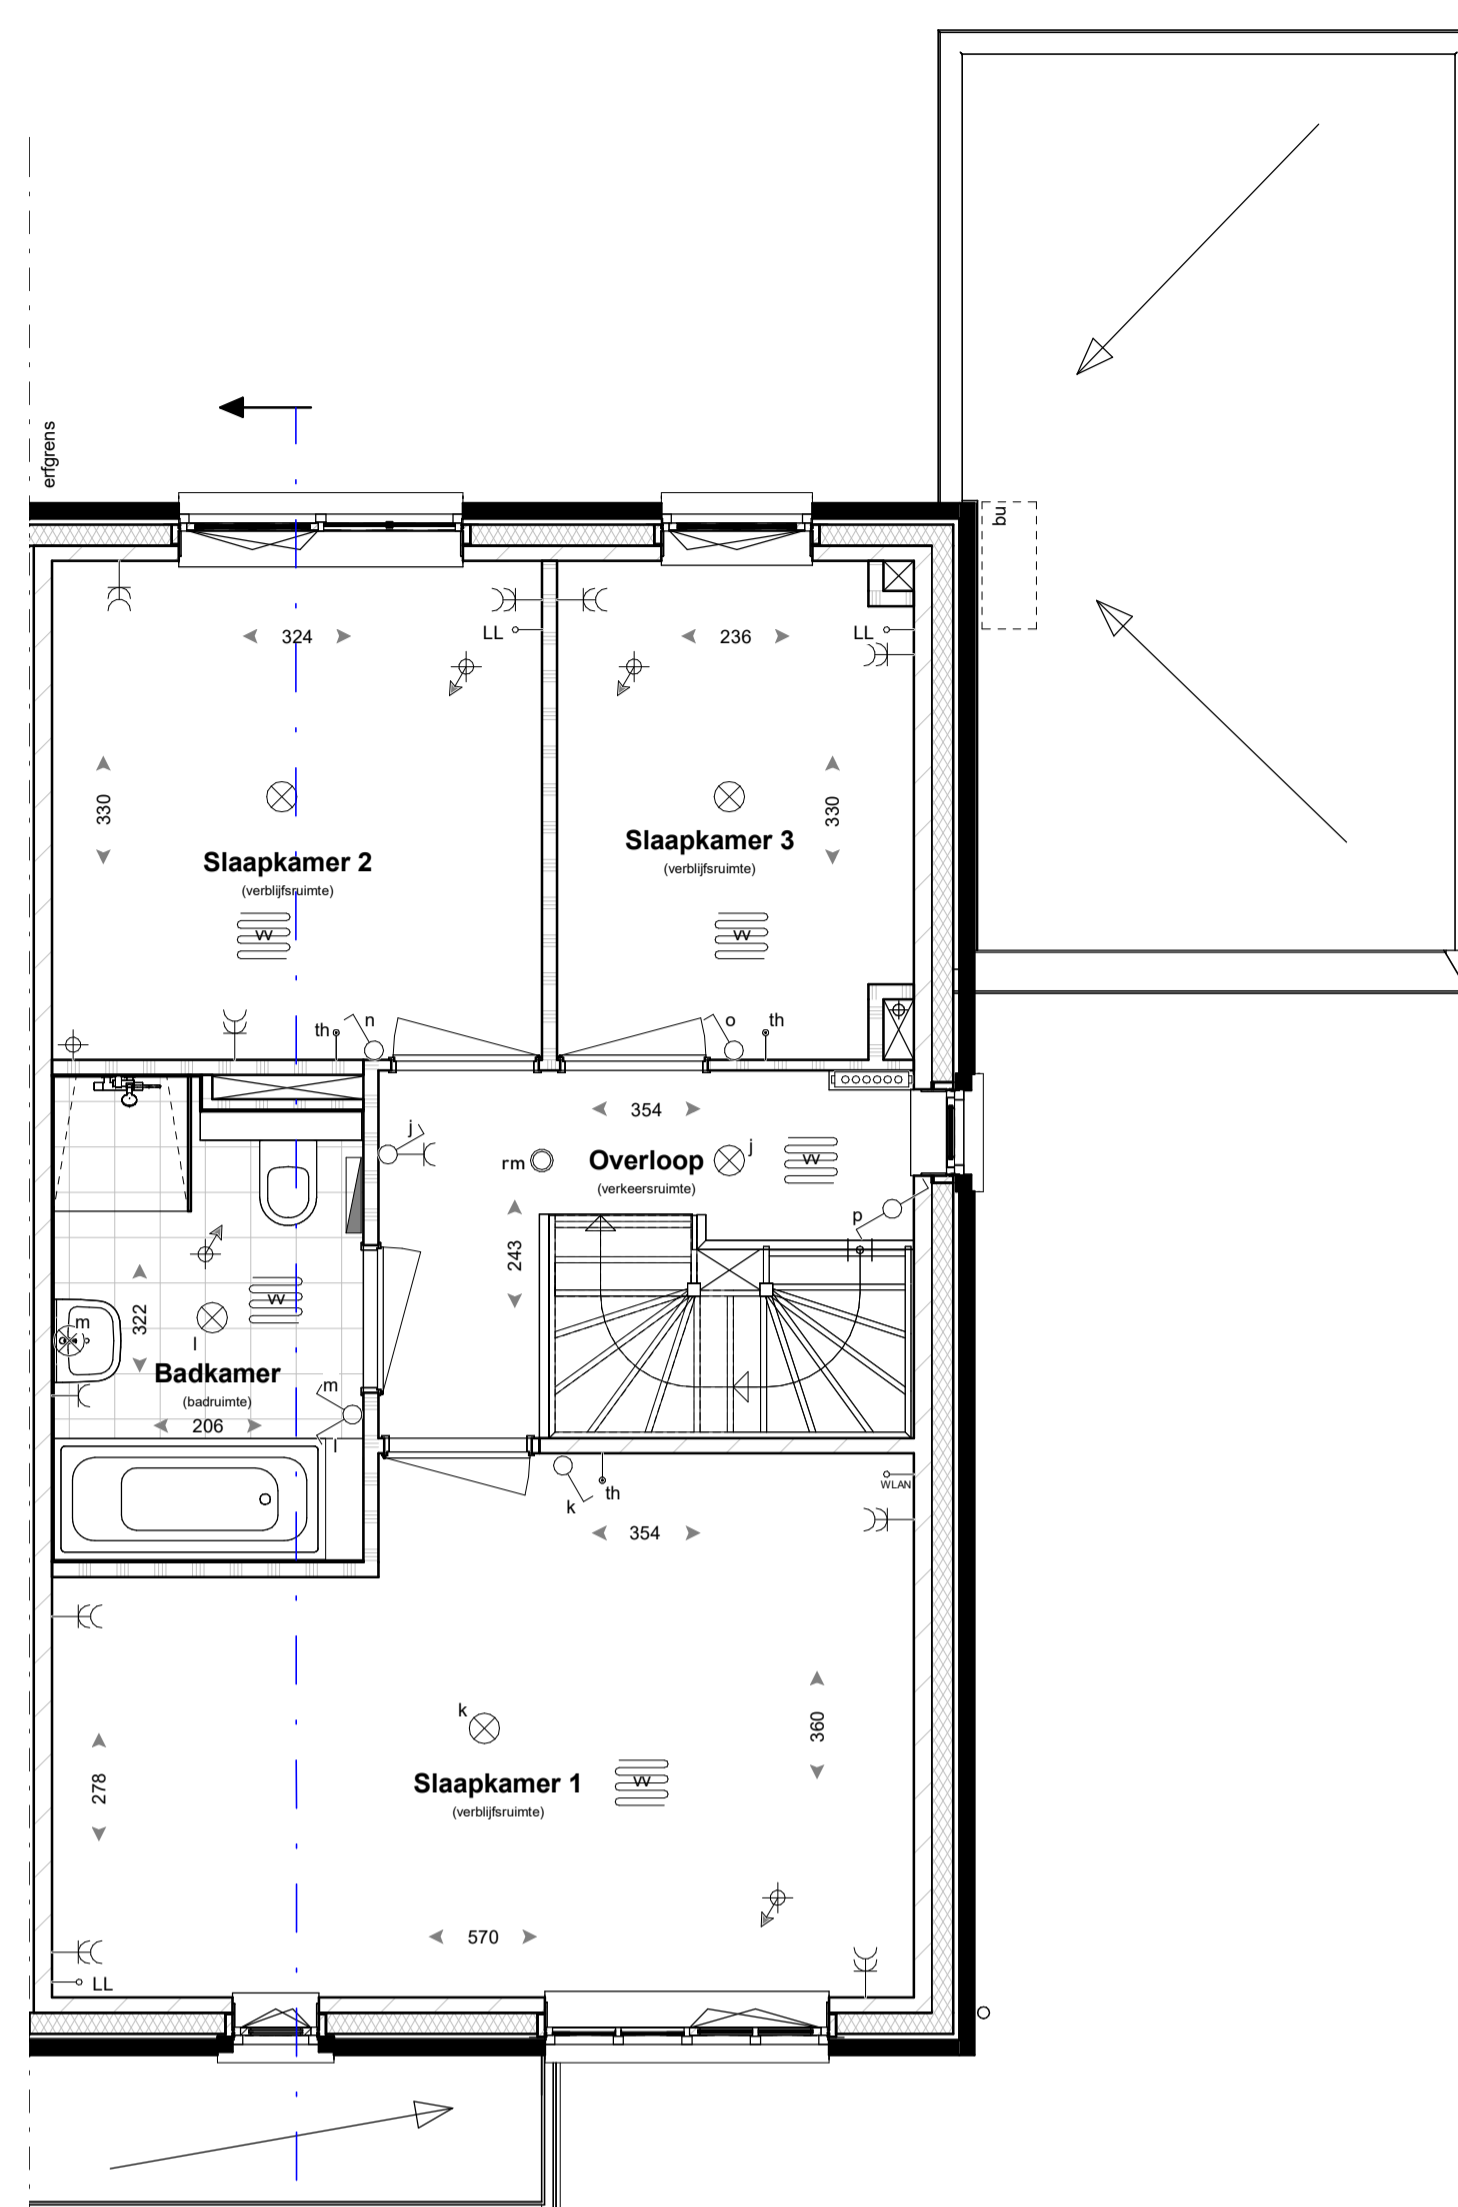 erfgrens
bu
324
LL
236
LL
330
330
Slaapkamer 2
(verblijfsruimte)
Slaapkamer 3
(verblijfsruimte)
VV
VV
th
n
o
th
354
j
rm
Overloop
(verkeersruimte)
j
VV
p
243
322
VV
m
l
Badkamer
(badruimte)
206
m
l
k
th
354
WLAN
k
360
278
Slaapkamer 1
(verblijfsruimte)
VV
570
LL